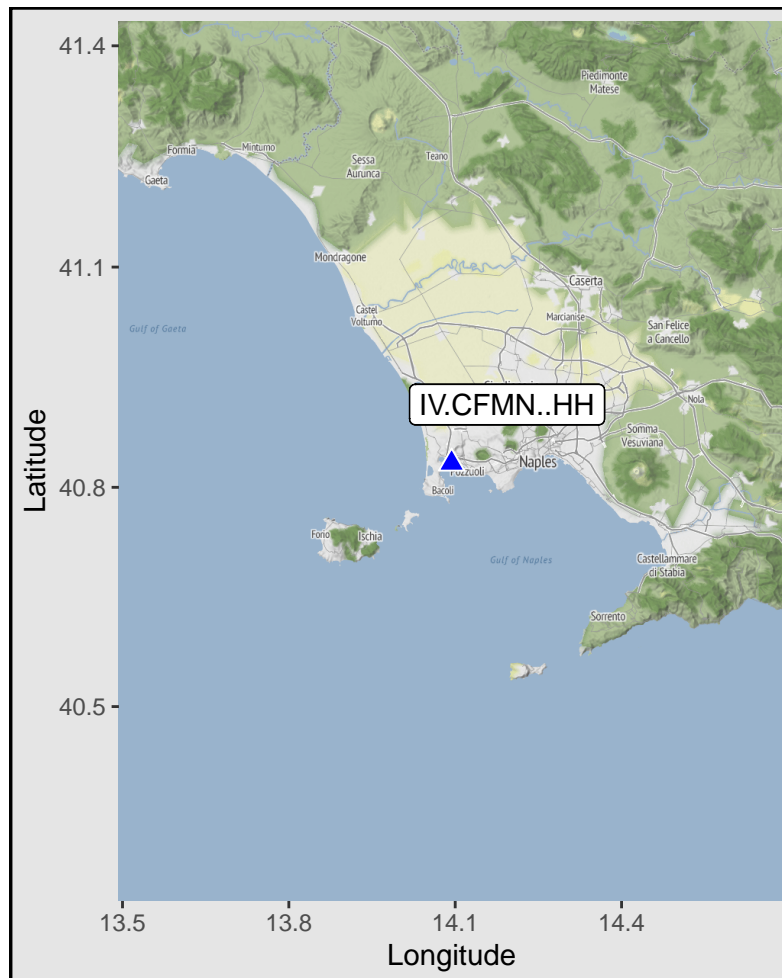 41.4
41.1
40.8
40.5
Latitude
Piedimonte
Matese
Formia
Minturno
Gaeta
Sessa
Aurunca
Teano
Mondragone
Caserta
Castel
Volturno
Marcianise
Gulf of Gaeta
San Felice
a Cancello
IV.CFMN..HH
Nola
Somma
Vesuviana
Naples
Pozzuoli
Bacoli
Forio
Ischia
Gulf of Naples
Castellammare
di Stabia
Sorrento
13.5
13.8
14.1
14.4
Longitude